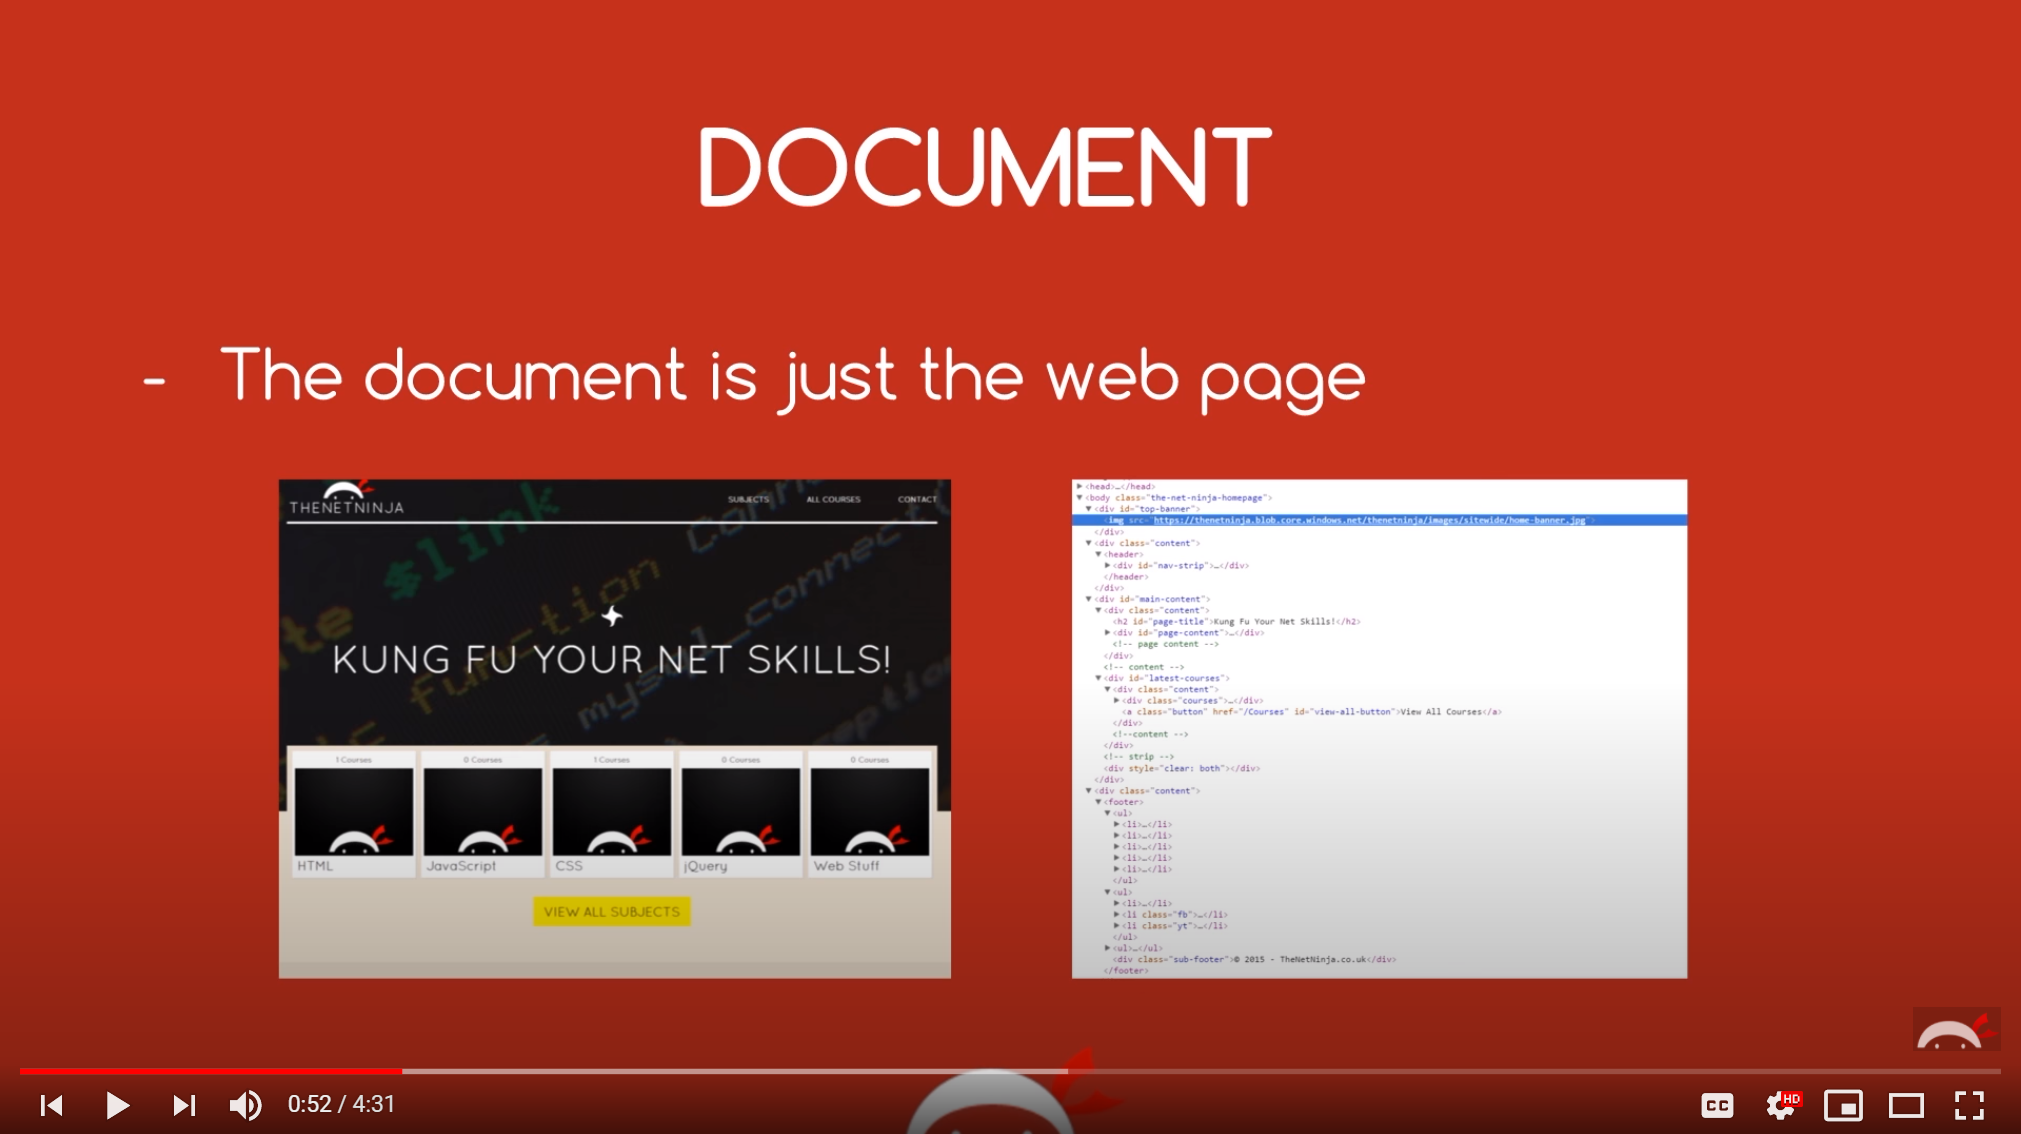 DOCUMENT
- The document is just the web page
THENETNINJA
SUBJECTS ALL COURSES CONTACT
$link
KUNG FU YOUR NET SKILLS!
1 Courses 0 Courses 1 Courses 0 Courses 0 Courses
HTML JavaScript CSS jQuery Web Stuff
VIEW ALL SUBJECTS
▶<head>…</head>
▼<body class="the-net-ninja-homepage">
▼<div id="top-banner">
<img src="https://thenetninja.blob.core.windows.net/thenetninja/images/sitewide/home-banner.jpg">
</div>
▼<div class="content">
▼<header>
▶<div id="nav-strip">…</div>
</header>
</div>
▼<div id="main-content">
▼<div class="content">
<h2 id="page-title">Kung Fu Your Net Skills!</h2>
▶<div id="page-content">…</div>
<!-- page content -->
</div>
<!-- content -->
▼<div id="latest-courses">
▼<div class="content">
▶<div class="courses">…</div>
<a class="button" href="/Courses" id="view-all-button">View All Courses</a>
</div>
<!--content -->
</div>
<!-- strip -->
<div style="clear: both"></div>
</div>
▼<div class="content">
▼<footer>
▼<ul>
▶<li>…</li>
▶<li>…</li>
▶<li>…</li>
▶<li>…</li>
▶<li>…</li>
</ul>
▼<ul>
▶<li>…</li>
▶<li class="fb">…</li>
▶<li class="yt">…</li>
</ul>
▶<ul>…</ul>
<div class="sub-footer">© 2015 - TheNetNinja.co.uk</div>
</footer>
0:52 / 4:31
CC HD